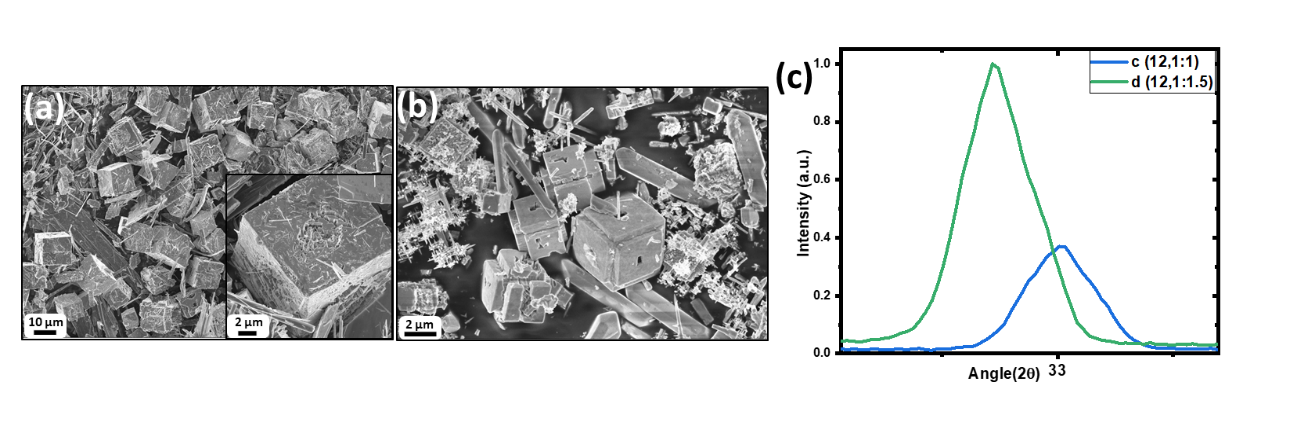 (a)
10 µm
2 µm
(b)
2 µm
(c)
c (12,1:1)
d (12,1:1.5)
1.0
0.8
0.6
0.4
0.2
0.0
Intensity (a.u.)
Angle(2θ)
33